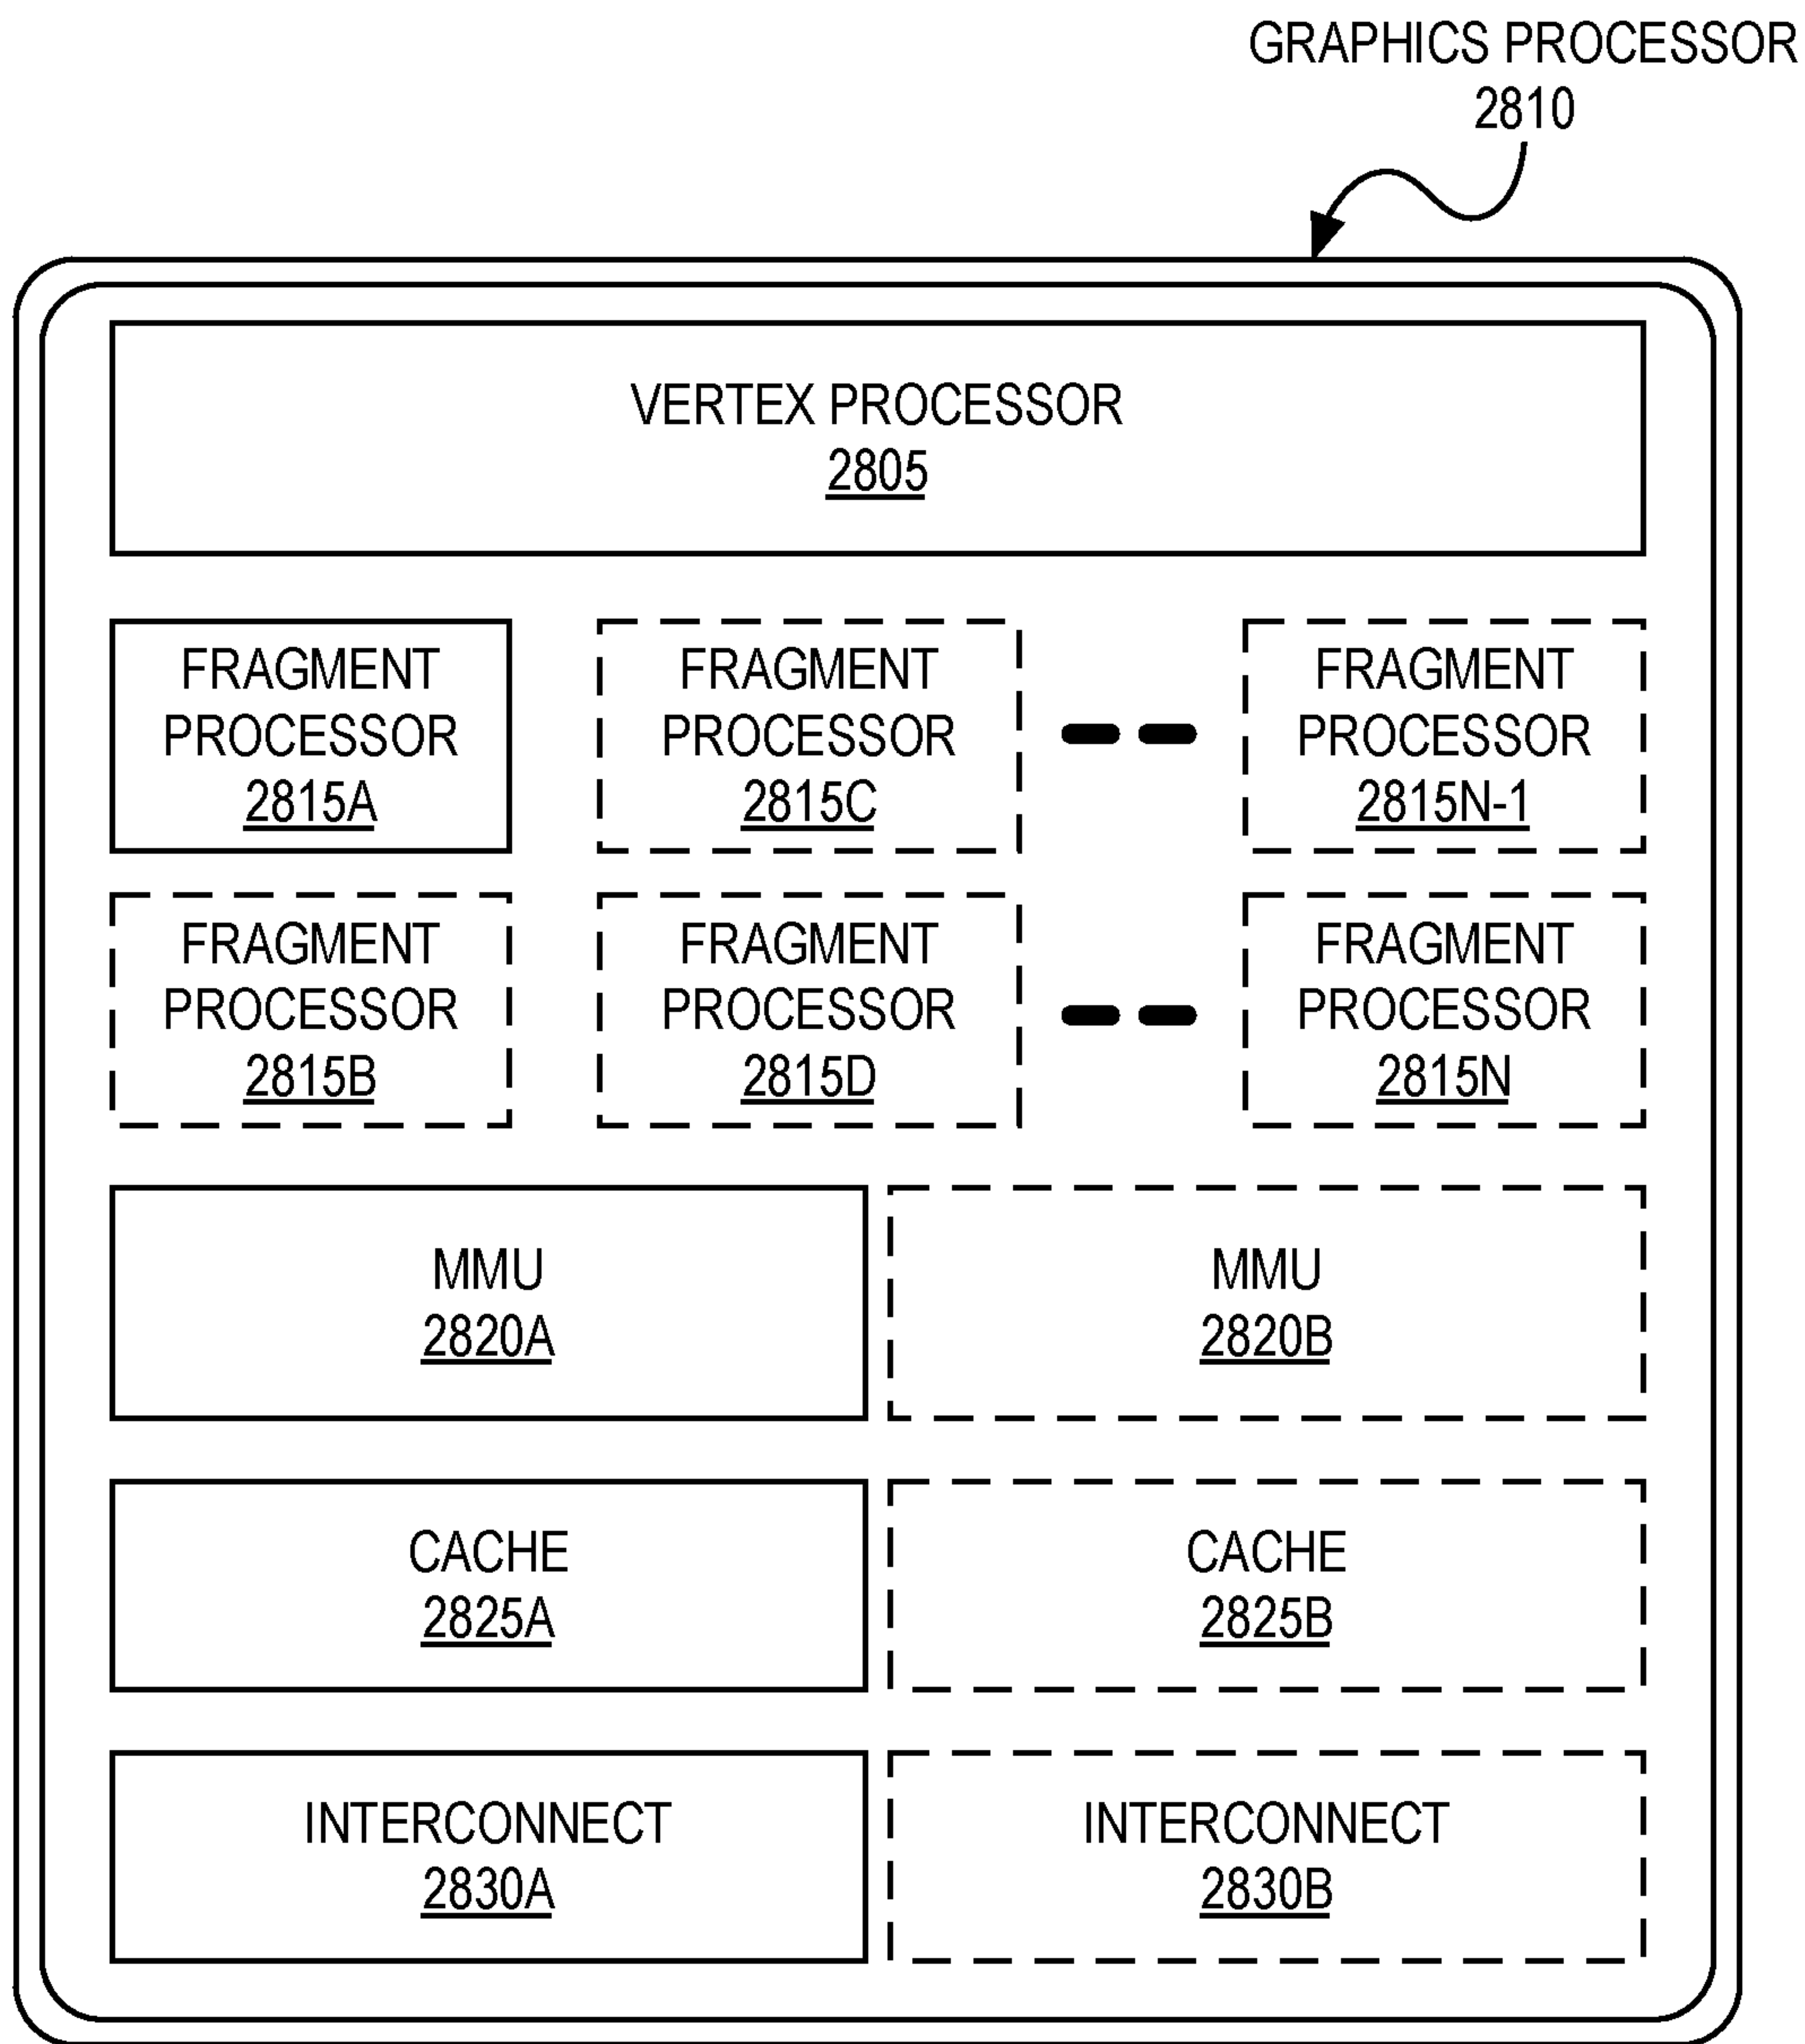 GRAPHICS PROCESSOR
2810
VERTEX PROCESSOR
2805
FRAGMENT
PROCESSOR
2815A
FRAGMENT
PROCESSOR
2815C
FRAGMENT
PROCESSOR
2815N-1
FRAGMENT
PROCESSOR
2815B
FRAGMENT
PROCESSOR
2815D
FRAGMENT
PROCESSOR
2815N
MMU
2820A
MMU
2820B
CACHE
2825A
CACHE
2825B
INTERCONNECT
2830A
INTERCONNECT
2830B